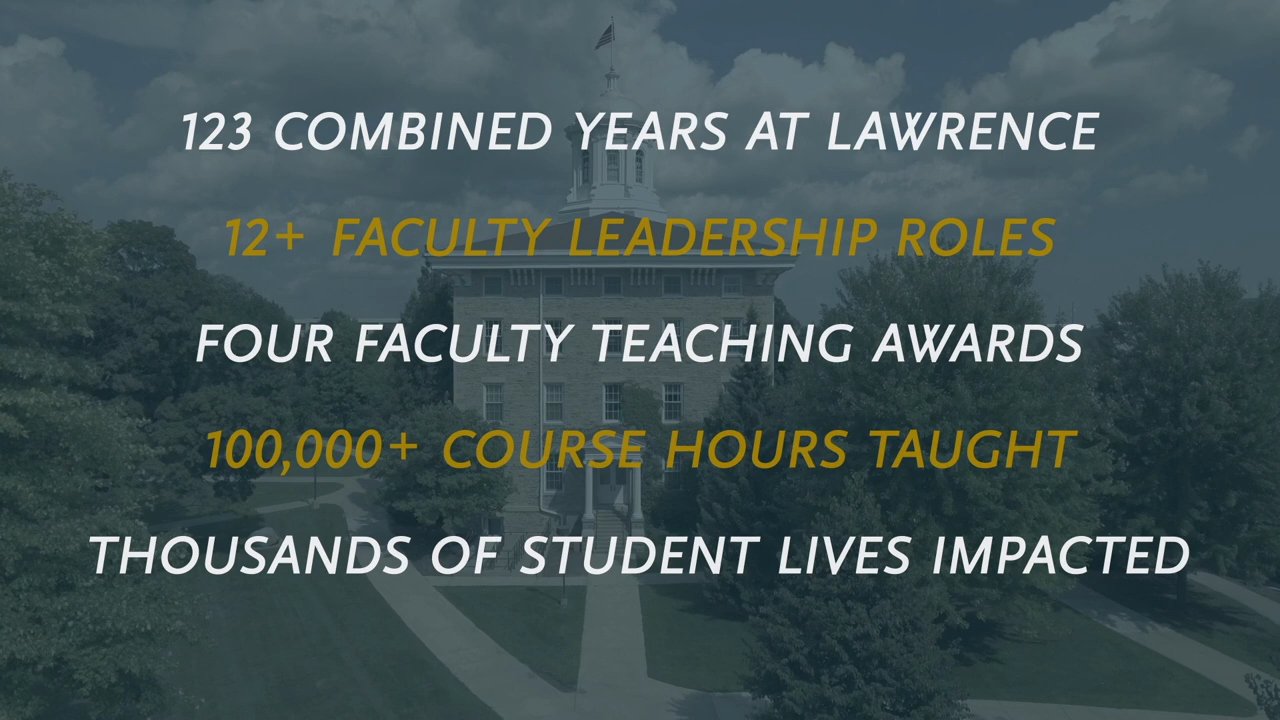 123 COMBINED YEARS AT LAWRENCE
12+ FACULTY LEADERSHIP ROLES
FOUR FACULTY TEACHING AWARDS
100,000+ COURSE HOURS TAUGHT
THOUSANDS OF STUDENT LIVES IMPACTED